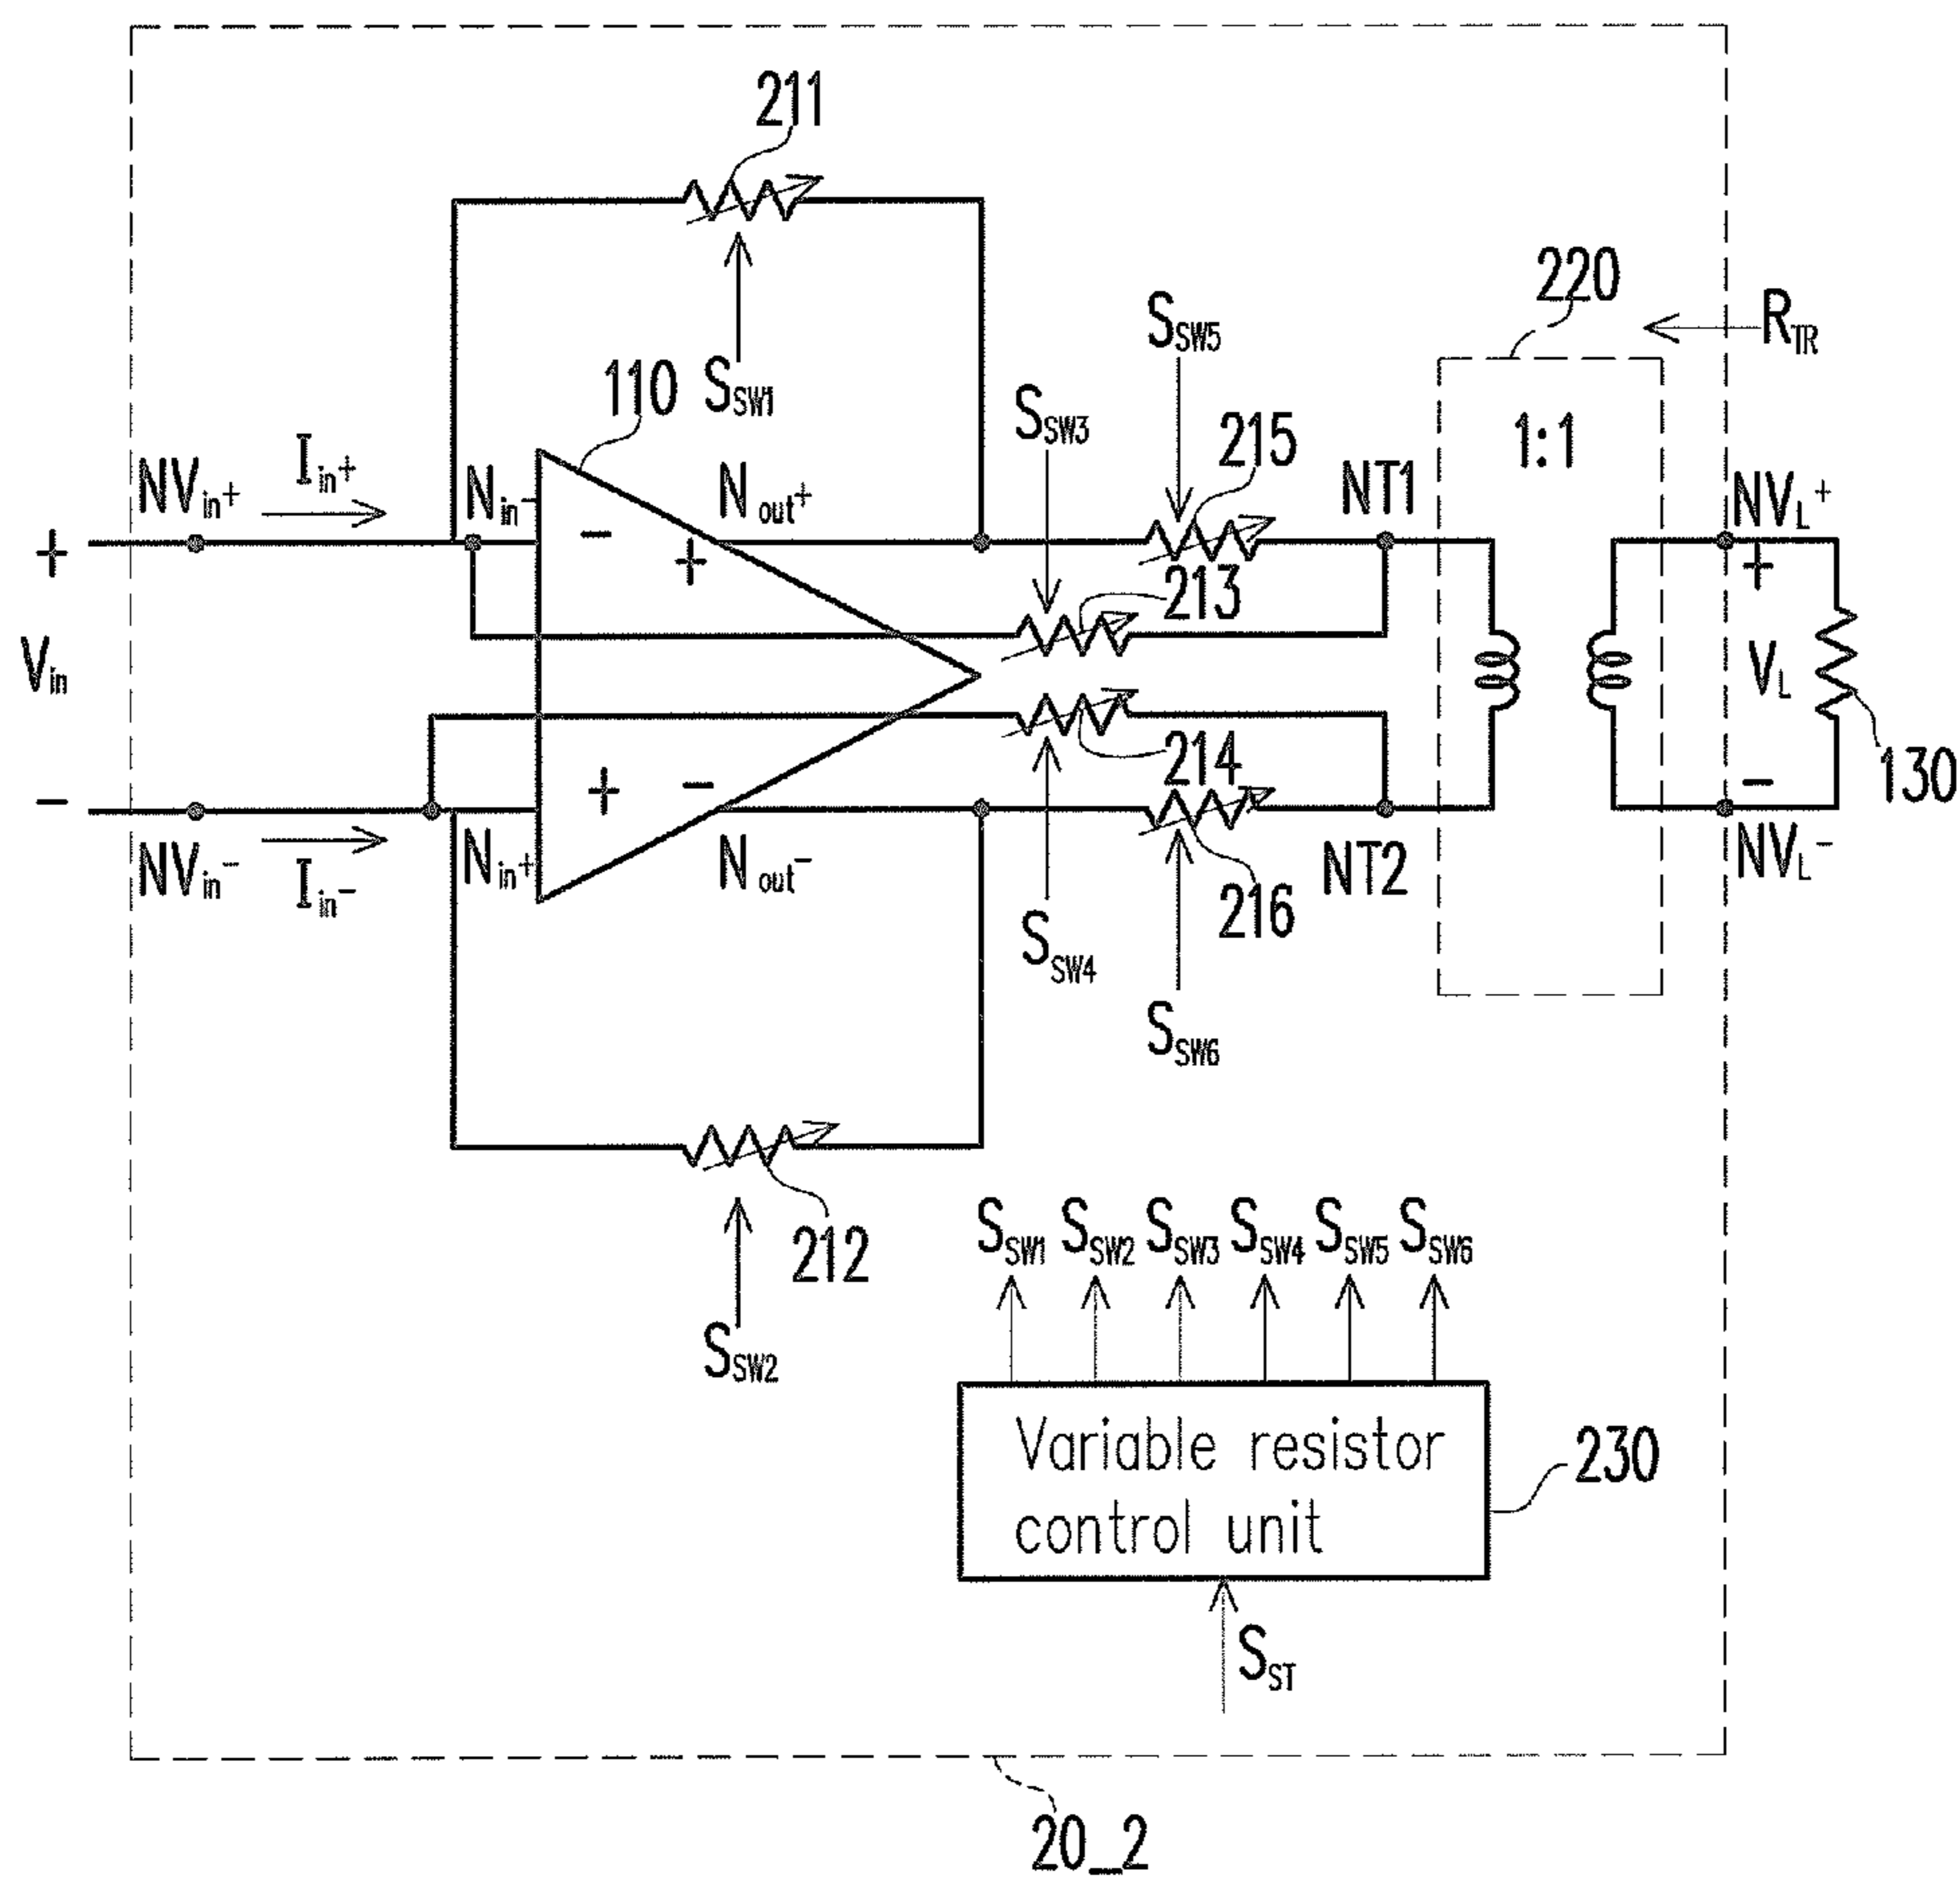 211
220
R_TR
S_SW5
110
S_SW1
S_SW3
215
1:1
NV_in+
I_in+
N_in-
N_out+
NT1
NV_L+
+
-
+
+
213
V_in
V_L
214
130
-
+
-
-
NV_in-
I_in-
N_in+
N_out-
216
NT2
NV_L-
S_SW4
S_SW6
212
S_SW2
S_SW1 S_SW2 S_SW3 S_SW4 S_SW5 S_SW6
Variable resistor
control unit
230
S_ST
20_2